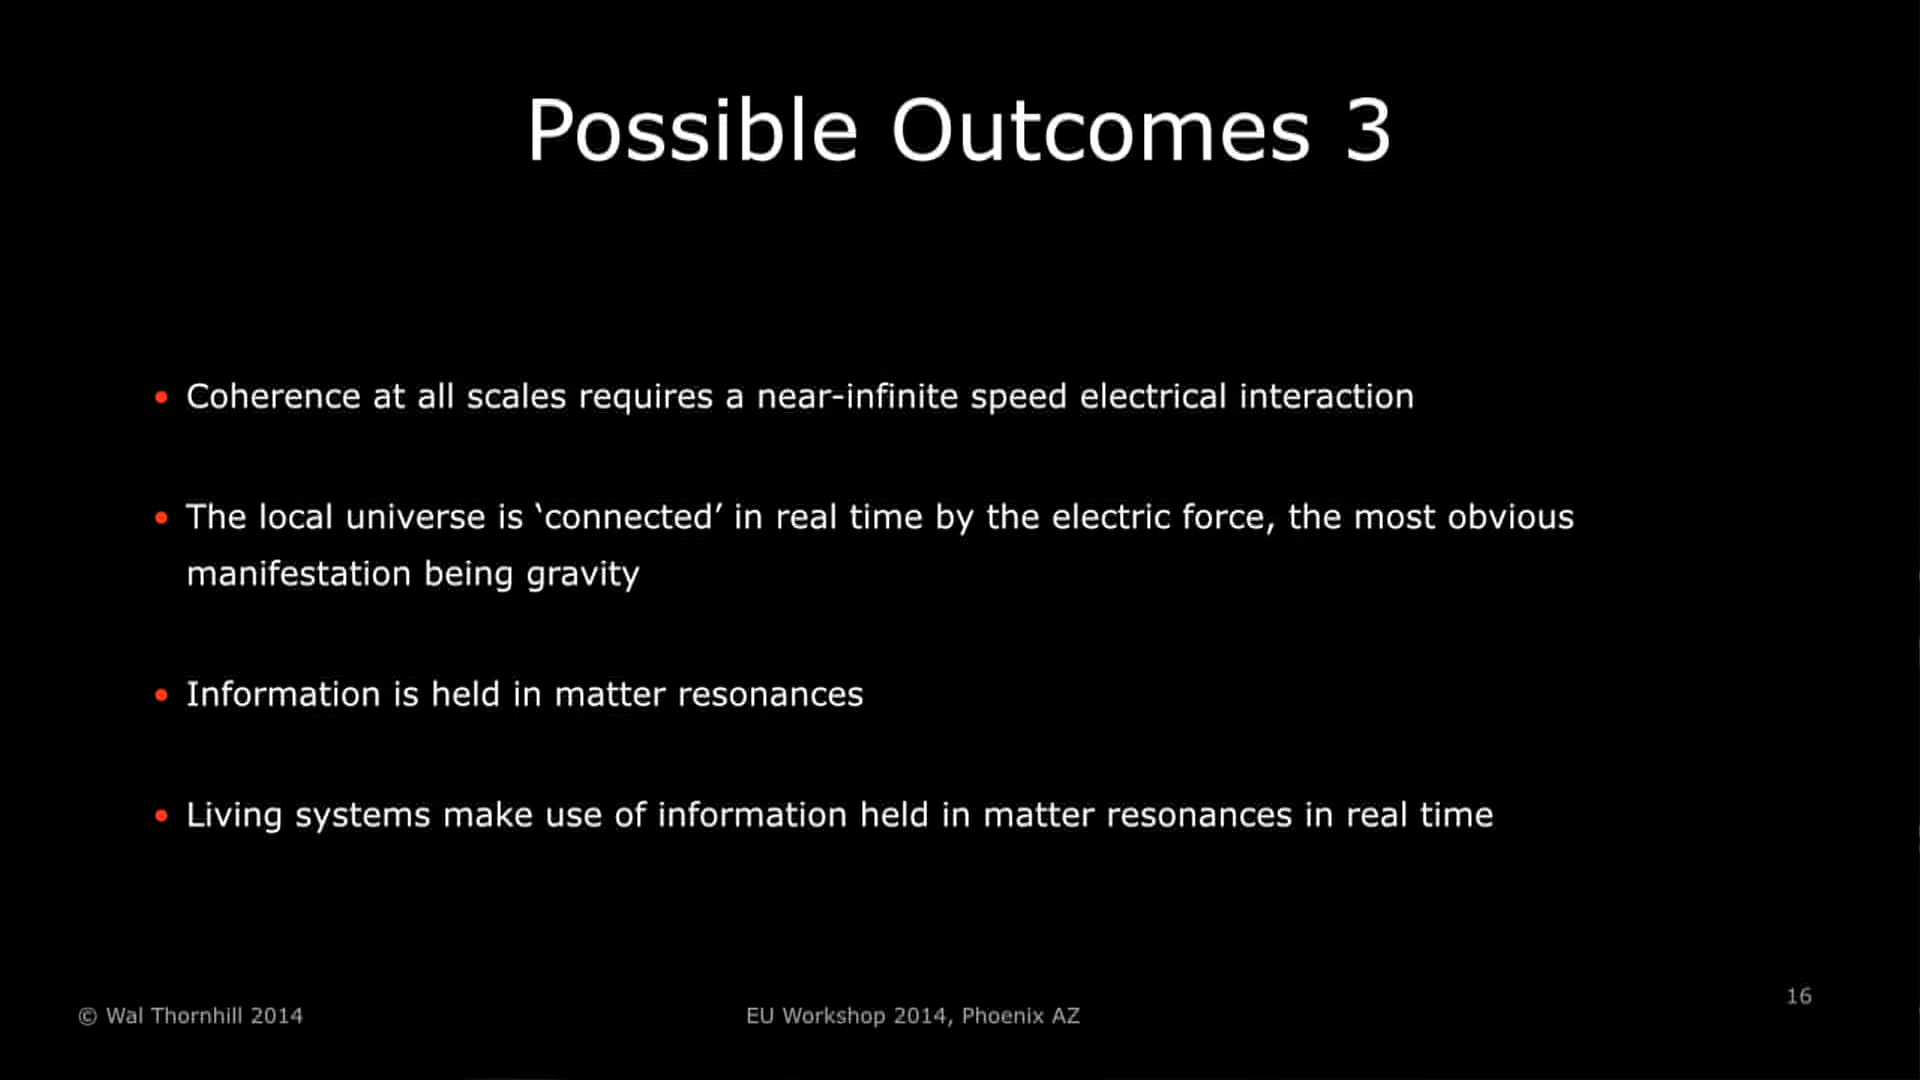 Possible Outcomes 3
• Coherence at all scales requires a near-infinite speed electrical interaction
• The local universe is ‘connected’ in real time by the electric force, the most obvious
manifestation being gravity
• Information is held in matter resonances
• Living systems make use of information held in matter resonances in real time
© Wal Thornhill 2014
EU Workshop 2014, Phoenix AZ
16